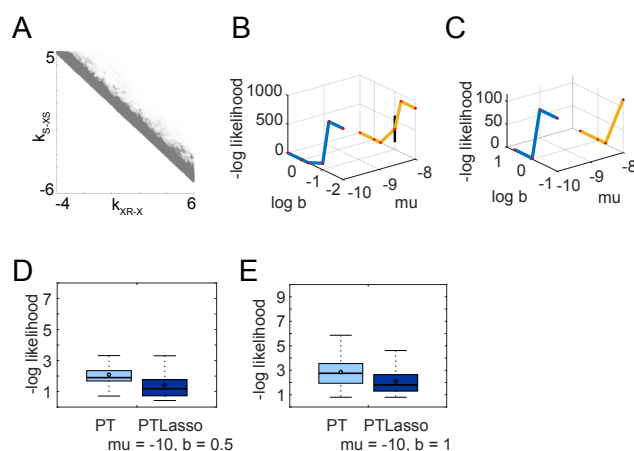 A
5
k_S-XS
-6
-4
k_XR-X
6
B
-log likelihood
1000
500
0
0
-1
-2
log b
-10
-9
-8
mu
C
-log likelihood
100
50
0
1
0
-1
log b
-10
-9
-8
mu
D
-log likelihood
7
5
3
1
PT PTLasso
mu = -10, b = 0.5
E
-log likelihood
9
7
5
3
1
PT PTLasso
mu = -10, b = 1